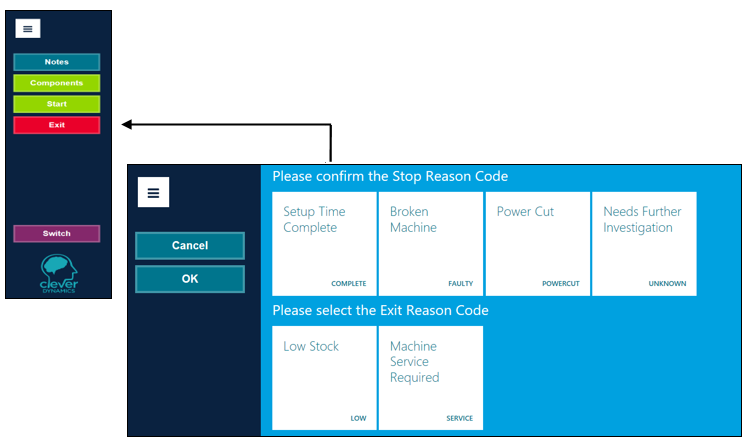 Notes
Components
Start
Exit
Switch
clever
DYNAMICS
Cancel
OK
Please confirm the Stop Reason Code
Setup Time
Complete
COMPLETE
Broken
Machine
FAULTY
Power Cut
POWERCUT
Needs Further
Investigation
UNKNOWN
Please select the Exit Reason Code
Low Stock
LOW
Machine
Service
Required
SERVICE